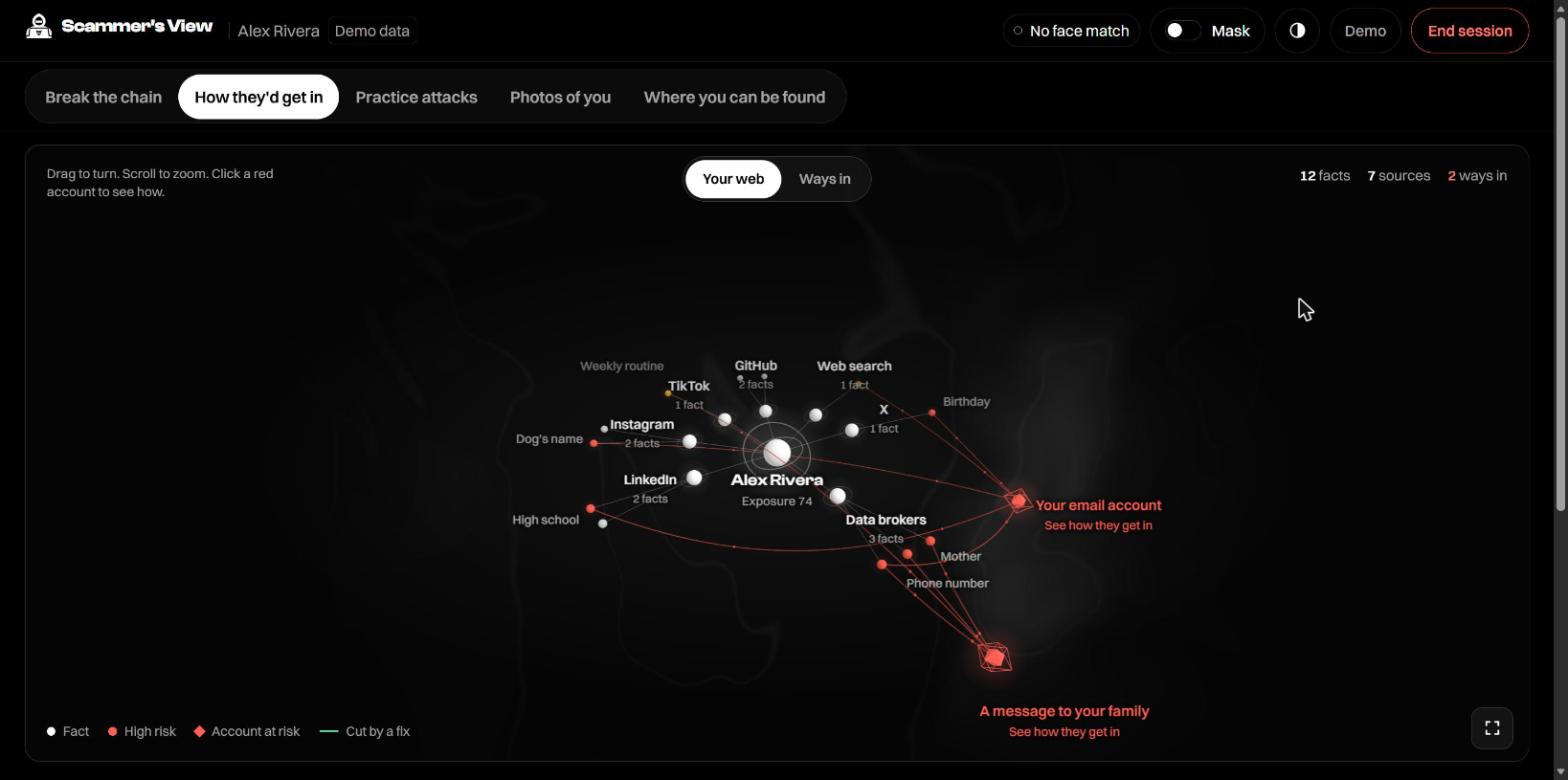 Scammer's View
Alex Rivera
Demo data
No face match
Mask
Demo
End session
Break the chain
How they'd get in
Practice attacks
Photos of you
Where you can be found
Drag to turn. Scroll to zoom. Click a red
account to see how.
Your web
Ways in
12 facts
7 sources
2 ways in
Weekly routine
GitHub
2 facts
Web search
1 fact
TikTok
1 fact
Birthday
X
1 fact
Instagram
2 facts
Dog's name
LinkedIn
2 facts
Alex Rivera
Exposure 74
High school
Your email account
See how they get in
Data brokers
3 facts
Mother
Phone number
A message to your family
See how they get in
Fact
High risk
Account at risk
Cut by a fix